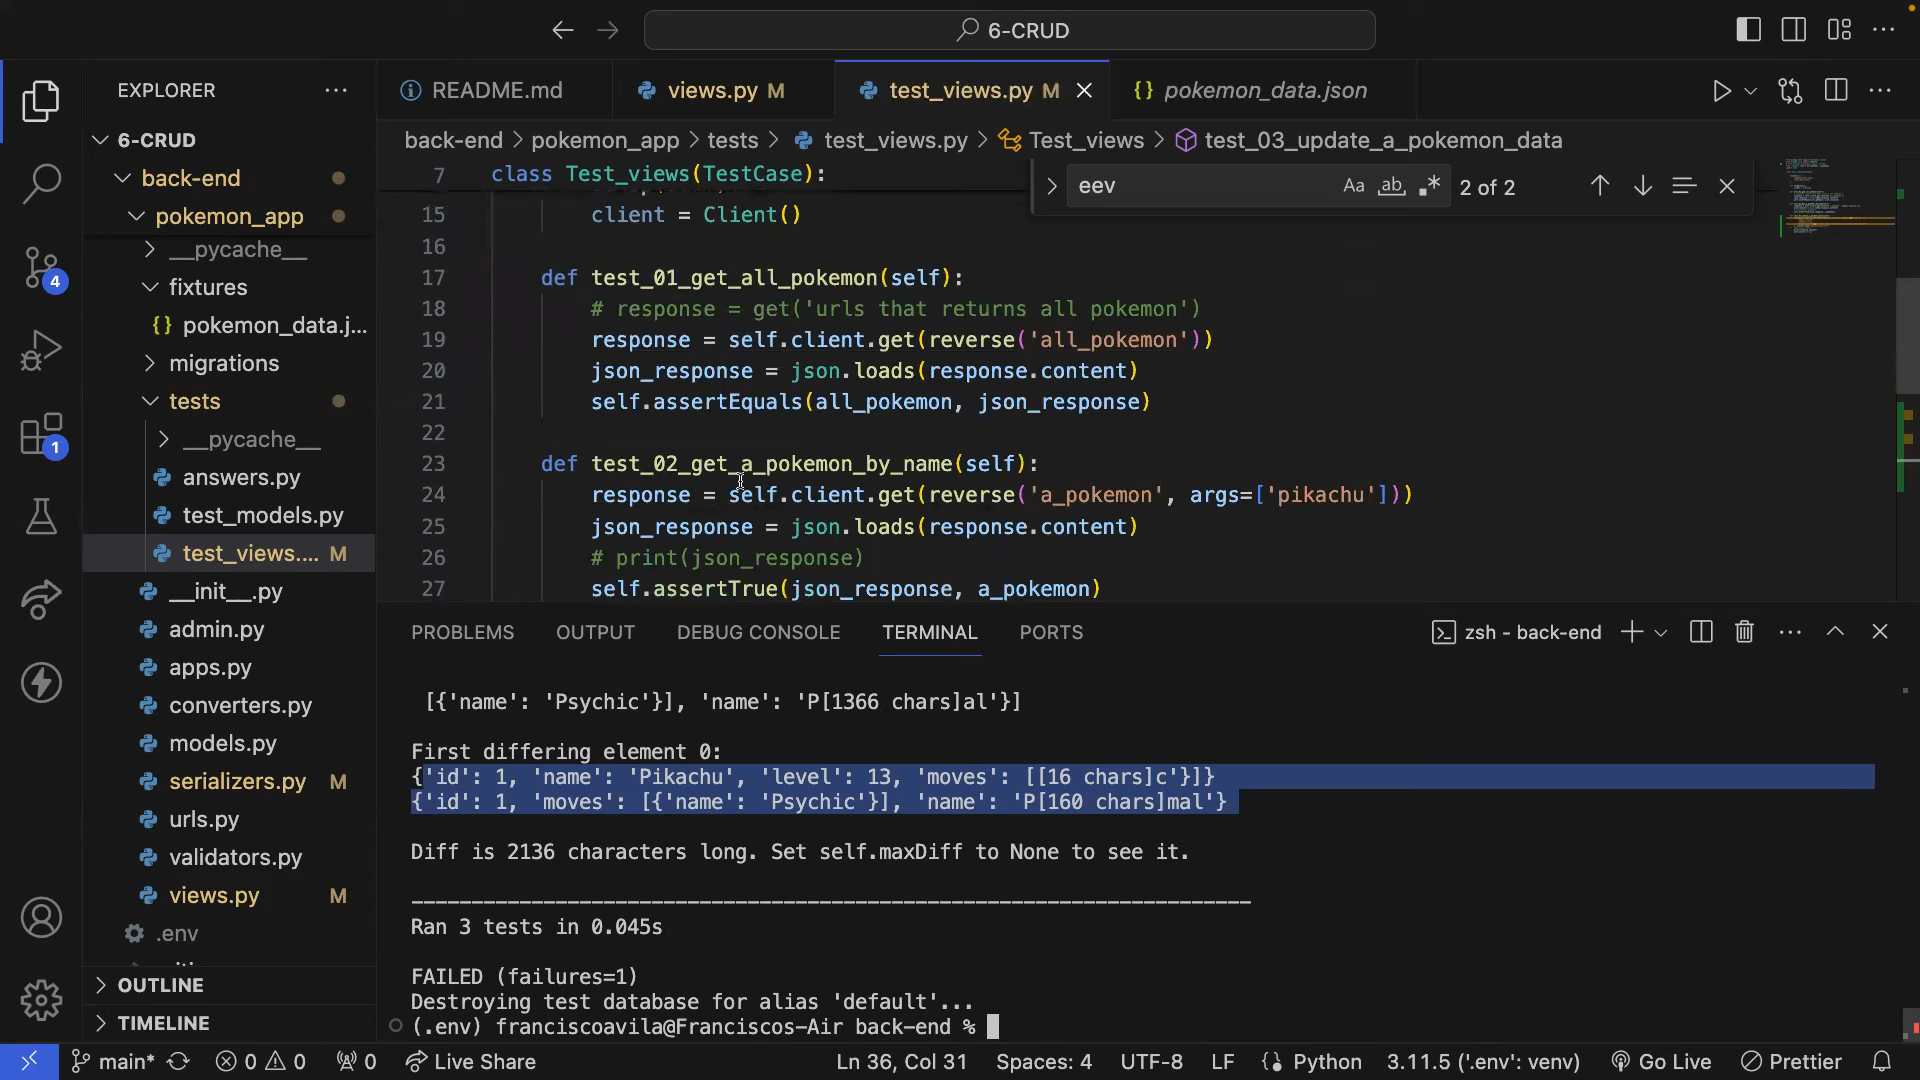 6-CRUD
EXPLORER
README.md
views.py M
test_views.py M
{} pokemon_data.json
6-CRUD
back-end > pokemon_app > tests > test_views.py > Test_views > test_03_update_a_pokemon_data
back-end
pokemon_app
__pycache__
fixtures
{} pokemon_data.j...
migrations
tests
__pycache__
answers.py
test_models.py
test_views.... M
__init__.py
admin.py
apps.py
converters.py
models.py
serializers.py M
urls.py
validators.py
views.py M
.env
OUTLINE
TIMELINE
4
1
eev
Aa ab 2 of 2
7 class Test_views(TestCase):
15 client = Client()
16
17 def test_01_get_all_pokemon(self):
18 # response = get('urls that returns all pokemon')
19 response = self.client.get(reverse('all_pokemon'))
20 json_response = json.loads(response.content)
21 self.assertEquals(all_pokemon, json_response)
22
23 def test_02_get_a_pokemon_by_name(self):
24 response = self.client.get(reverse('a_pokemon', args=['pikachu']))
25 json_response = json.loads(response.content)
26 # print(json_response)
27 self.assertTrue(json_response, a_pokemon)
PROBLEMS OUTPUT DEBUG CONSOLE TERMINAL PORTS
zsh - back-end
[{'name': 'Psychic'}], 'name': 'P[1366 chars]al'}]
First differing element 0:
{'id': 1, 'name': 'Pikachu', 'level': 13, 'moves': [[16 chars]c'}]}
{'id': 1, 'moves': [{'name': 'Psychic'}], 'name': 'P[160 chars]mal'}
Diff is 2136 characters long. Set self.maxDiff to None to see it.
----------------------------------------------------------------------
Ran 3 tests in 0.045s
FAILED (failures=1)
Destroying test database for alias 'default'...
(.env) franciscoavila@Franciscos-Air back-end %
main* 0 0 0 Live Share Ln 36, Col 31 Spaces: 4 UTF-8 LF {} Python 3.11.5 ('.env': venv) Go Live Prettier